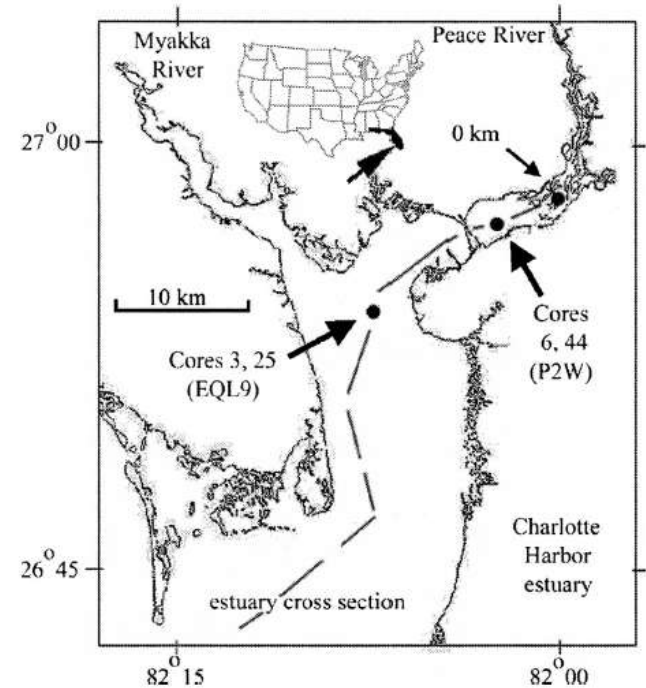 Myakka
River
Peace River
27° 00
0 km
10 km
Cores
6, 44
(P2W)
Cores 3, 25
(EQL9)
Charlotte
Harbor
estuary
26° 45
estuary cross section
82° 15
82° 00